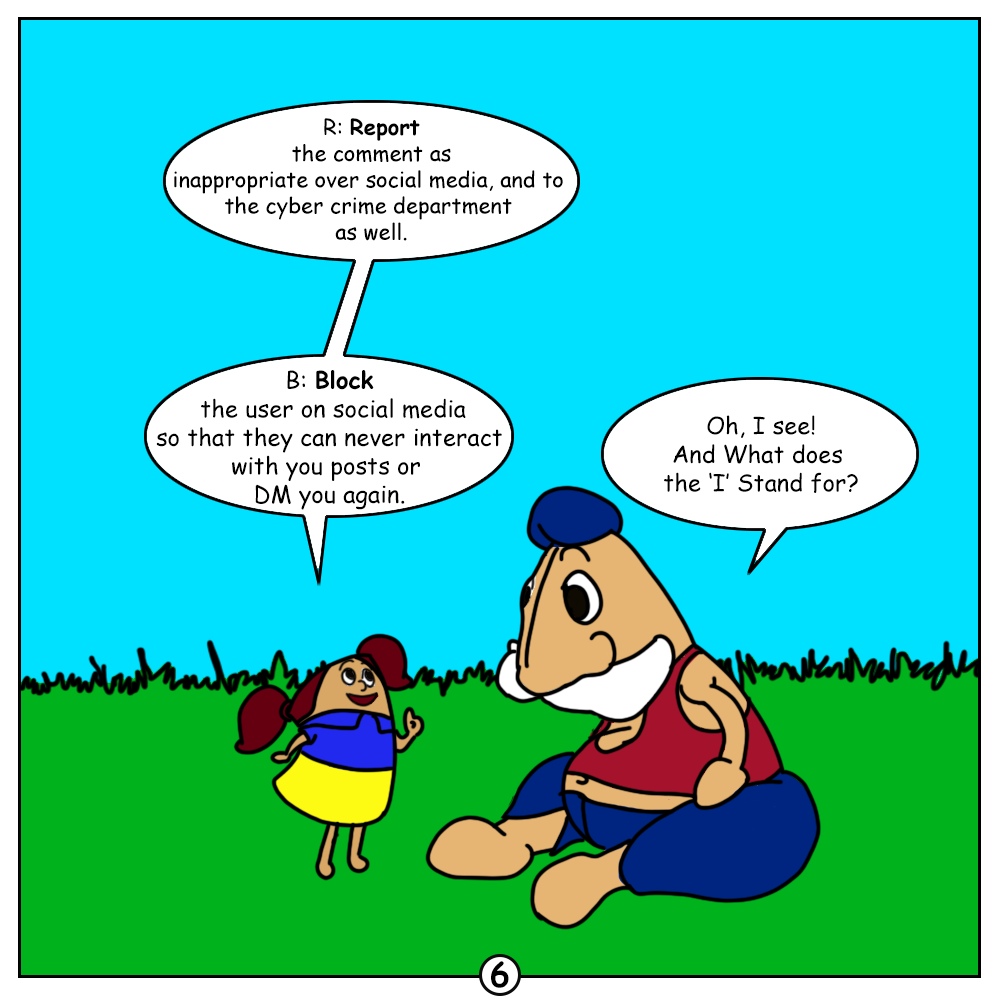 R: Report
the comment as
inappropriate over social media, and to
the cyber crime department
as well.
B: Block
the user on social media
so that they can never interact
with you posts or
DM you again.
Oh, I see!
And What does
the ‘I’ Stand for?
6